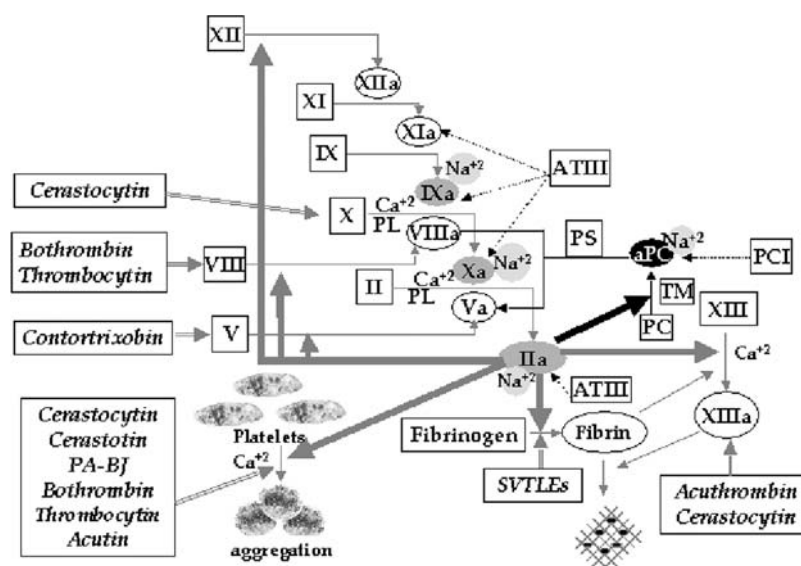 XII
XIIa
XI
XIa
IX
Na⁺²
IXa
ATIII
Cerastocytin
X
Ca⁺²
PL
VIIIa
PS
aPC
Na⁺²
PCI
Bothrombin
Thrombocytin
VIII
Xa
Na⁺²
II
Ca⁺²
PL
TM
PC
XIII
Va
Contortrixobin
V
Ca⁺²
IIa
Na⁺²
ATIII
XIIIa
Cerastocytin
Cerastotin
PA-BJ
Bothrombin
Thrombocytin
Acutin
Platelets
Ca⁺²
aggregation
Fibrinogen
Fibrin
SVTLEs
Acuthrombin
Cerastocytin